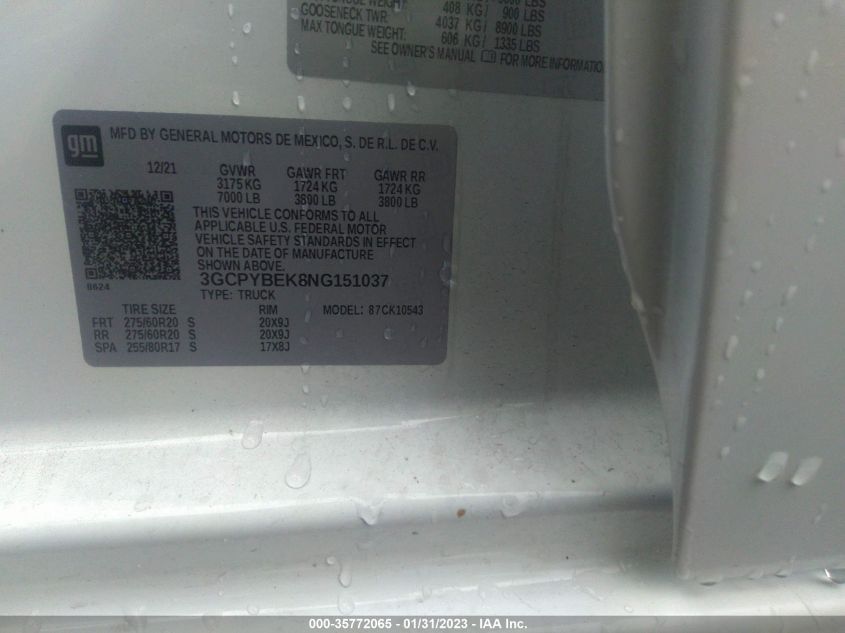 408 KG/ 900 LBS
GOOSENECK TWR: 4037 KG/ 8900 LBS
MAX TONGUE WEIGHT: 606 KG/ 1335 LBS
SEE OWNER'S MANUAL FOR MORE INFORMATION
gm
MFD BY GENERAL MOTORS DE MEXICO, S. DE R.L. DE C.V.
12/21 GVWR GAWR FRT GAWR RR
3175 KG 1724 KG 1724 KG
7000 LB 3800 LB 3800 LB
THIS VEHICLE CONFORMS TO ALL
APPLICABLE U.S. FEDERAL MOTOR
VEHICLE SAFETY STANDARDS IN EFFECT
ON THE DATE OF MANUFACTURE
SHOWN ABOVE.
3GCPYBEK8NG151037
8624 TYPE: TRUCK
TIRE SIZE RIM MODEL: 87CK10543
FRT 275/60R20 S 20X9J
RR 275/60R20 S 20X9J
SPA 255/80R17 S 17X8J
000-35772065 - 01/31/2023 - IAA Inc.